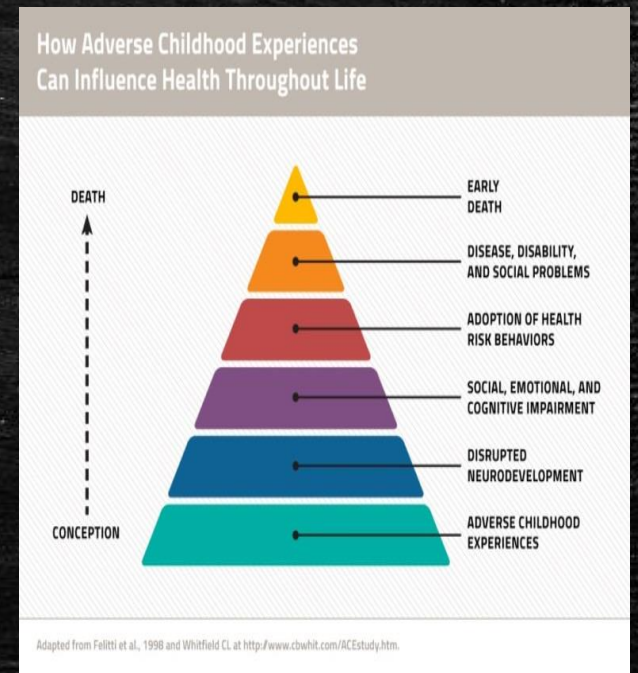 How Adverse Childhood Experiences
Can Influence Health Throughout Life
DEATH
EARLY
DEATH
DISEASE, DISABILITY,
AND SOCIAL PROBLEMS
ADOPTION OF HEALTH
RISK BEHAVIORS
SOCIAL, EMOTIONAL, AND
COGNITIVE IMPAIRMENT
DISRUPTED
NEURODEVELOPMENT
CONCEPTION
ADVERSE CHILDHOOD
EXPERIENCES
Adapted from Felitti et al., 1998 and Whitfield CL at http://www.cbwhit.com/ACEstudy.htm.